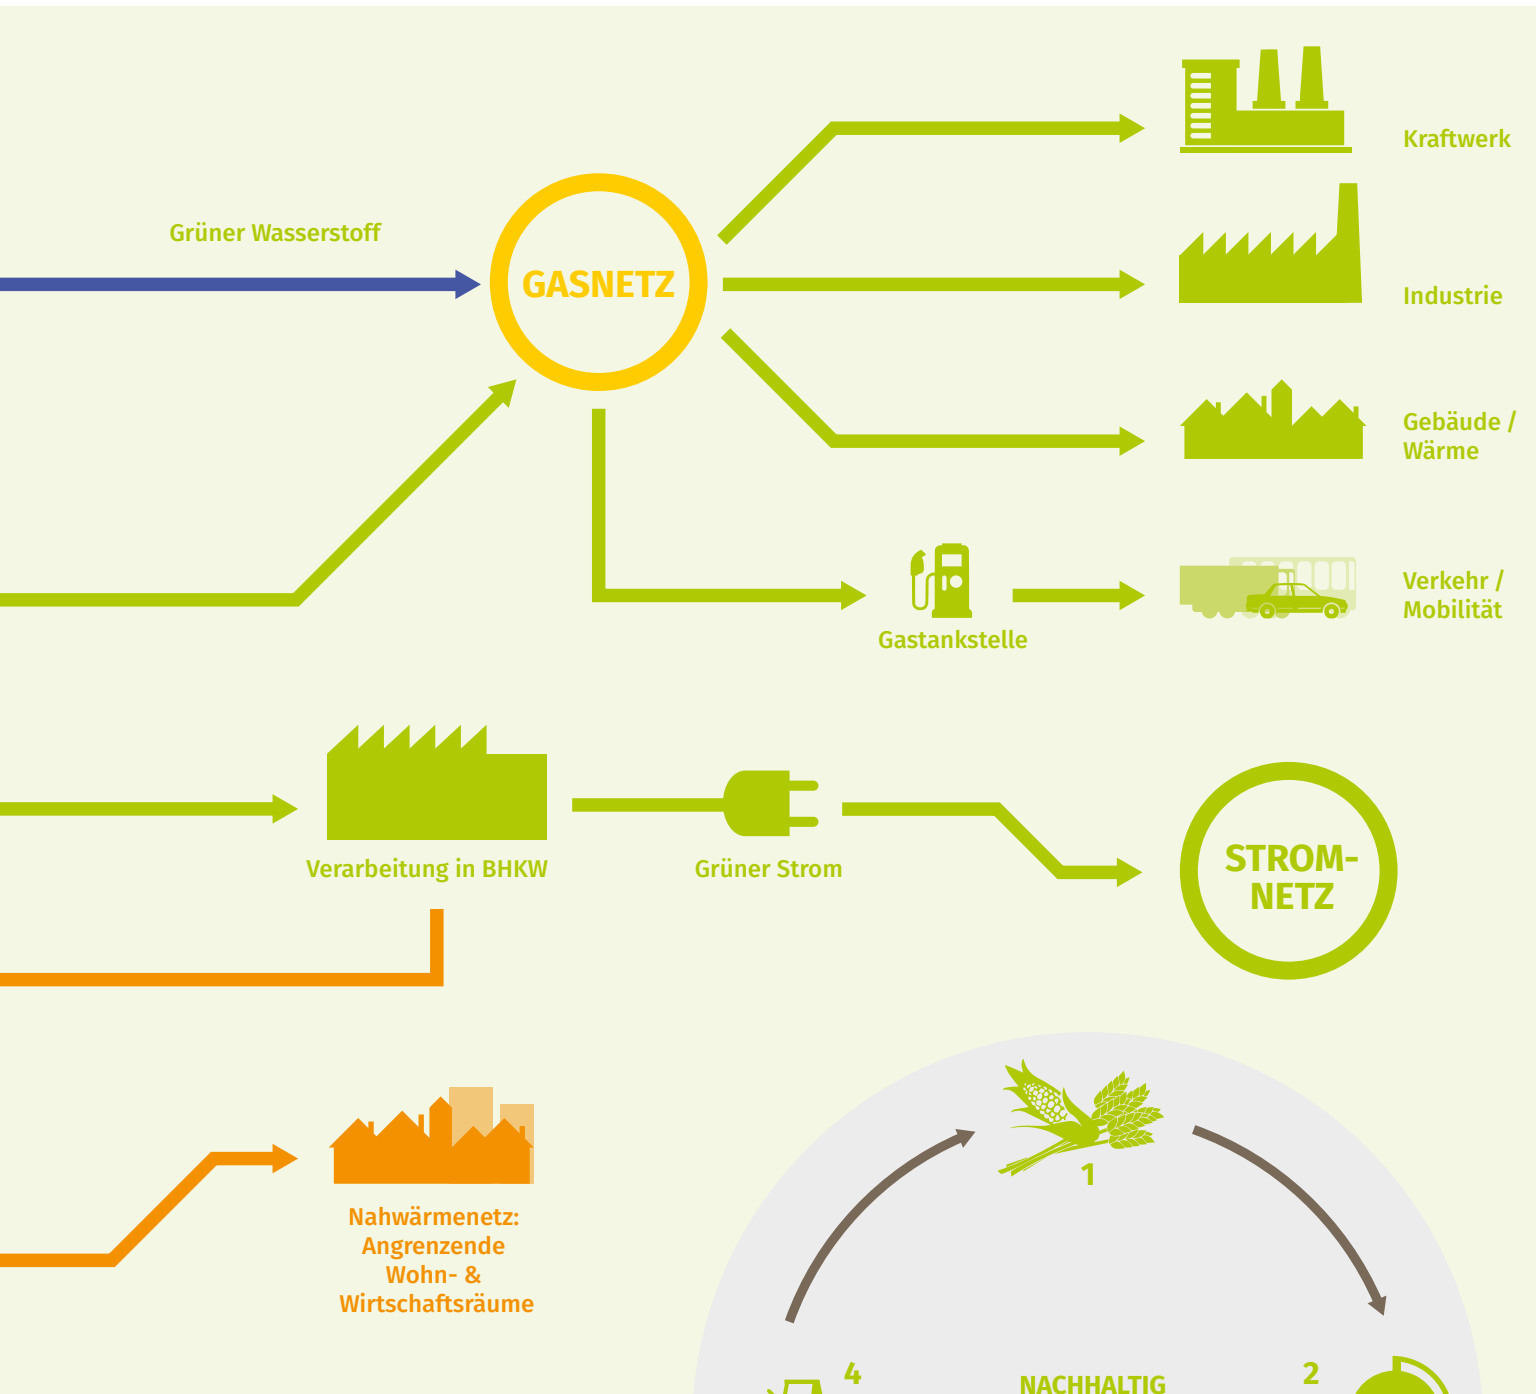 Kraftwerk
Grüner Wasserstoff
GASNETZ
Industrie
Gebäude /
Wärme
Verkehr /
Mobilität
Gastankstelle
Verarbeitung in BHKW
Grüner Strom
STROM-
NETZ
Nahwärmenetz:
Angrenzende
Wohn- &
Wirtschaftsräume
1
4
NACHHALTIG
2